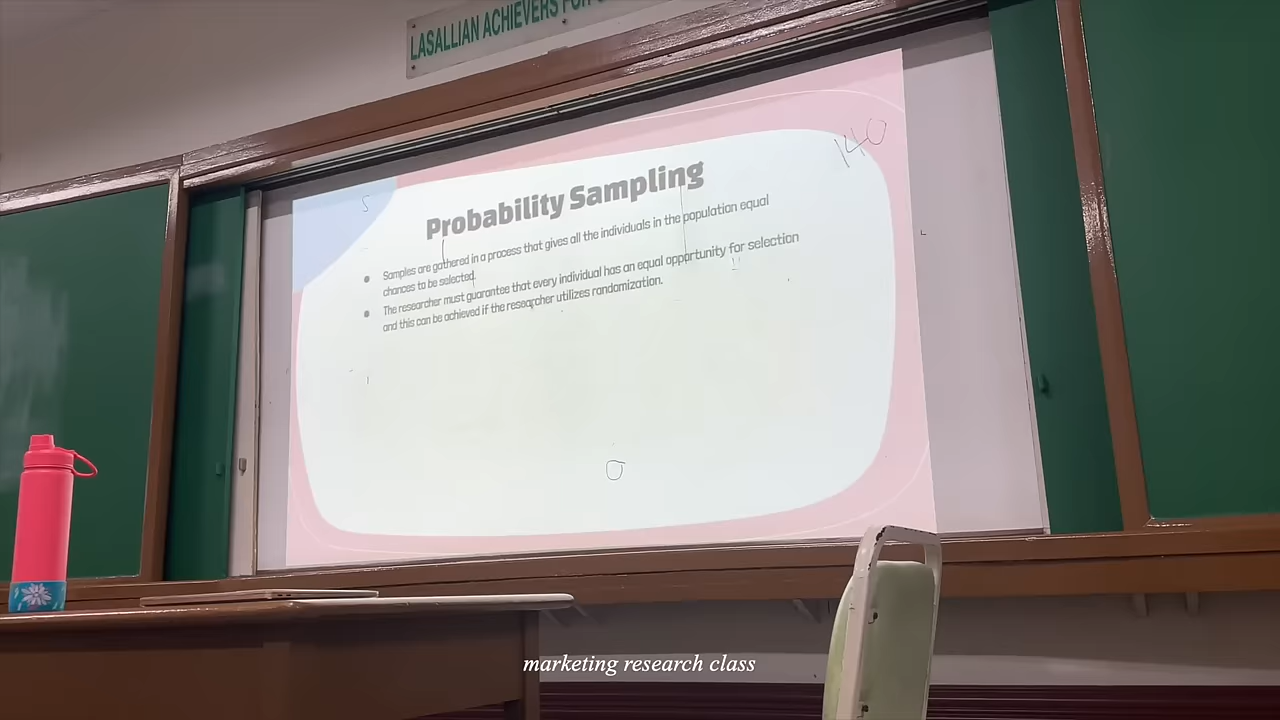 LASALLIAN ACHIEVERS FOR
140
5
Probability Sampling
Samples are gathered in a process that gives all the individuals in the population equal
chances to be selected.
The researcher must guarantee that every individual has an equal opportunity for selection
and this can be achieved if the researcher utilizes randomization.
marketing research class